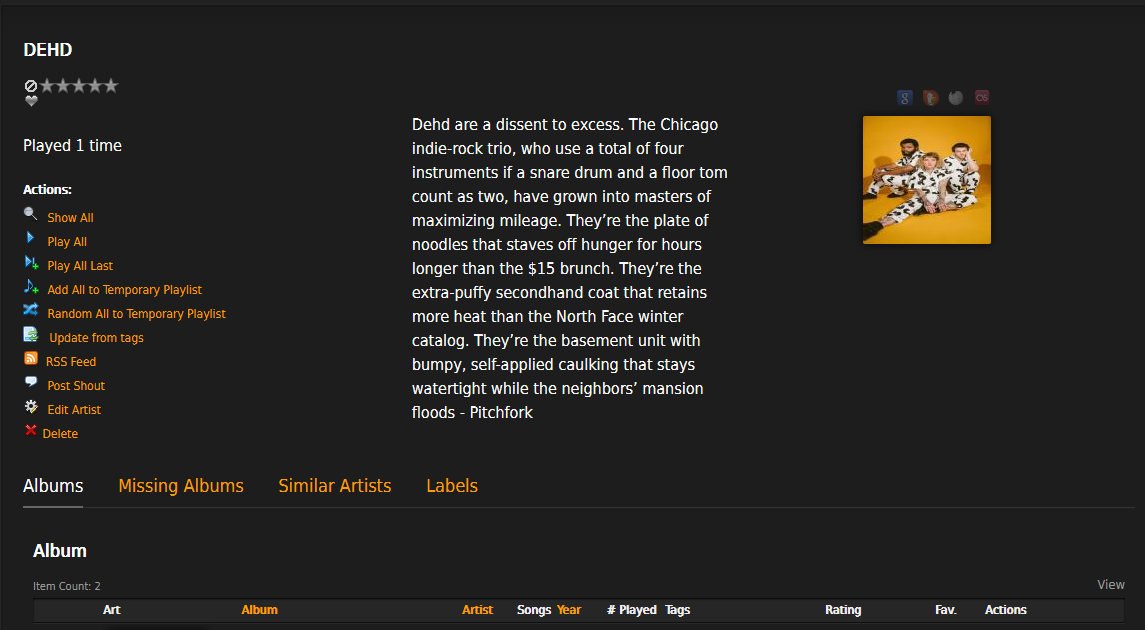 DEHD
Played 1 time
Actions:
Show All
Play All
Play All Last
Add All to Temporary Playlist
Random All to Temporary Playlist
Update from tags
RSS Feed
Post Shout
Edit Artist
Delete
Dehd are a dissent to excess. The Chicago
indie-rock trio, who use a total of four
instruments if a snare drum and a floor tom
count as two, have grown into masters of
maximizing mileage. They’re the plate of
noodles that staves off hunger for hours
longer than the $15 brunch. They’re the
extra-puffy secondhand coat that retains
more heat than the North Face winter
catalog. They’re the basement unit with
bumpy, self-applied caulking that stays
watertight while the neighbors’ mansion
floods - Pitchfork
Albums Missing Albums Similar Artists Labels
Album
Item Count: 2
View
Art Album Artist Songs Year # Played Tags Rating Fav. Actions